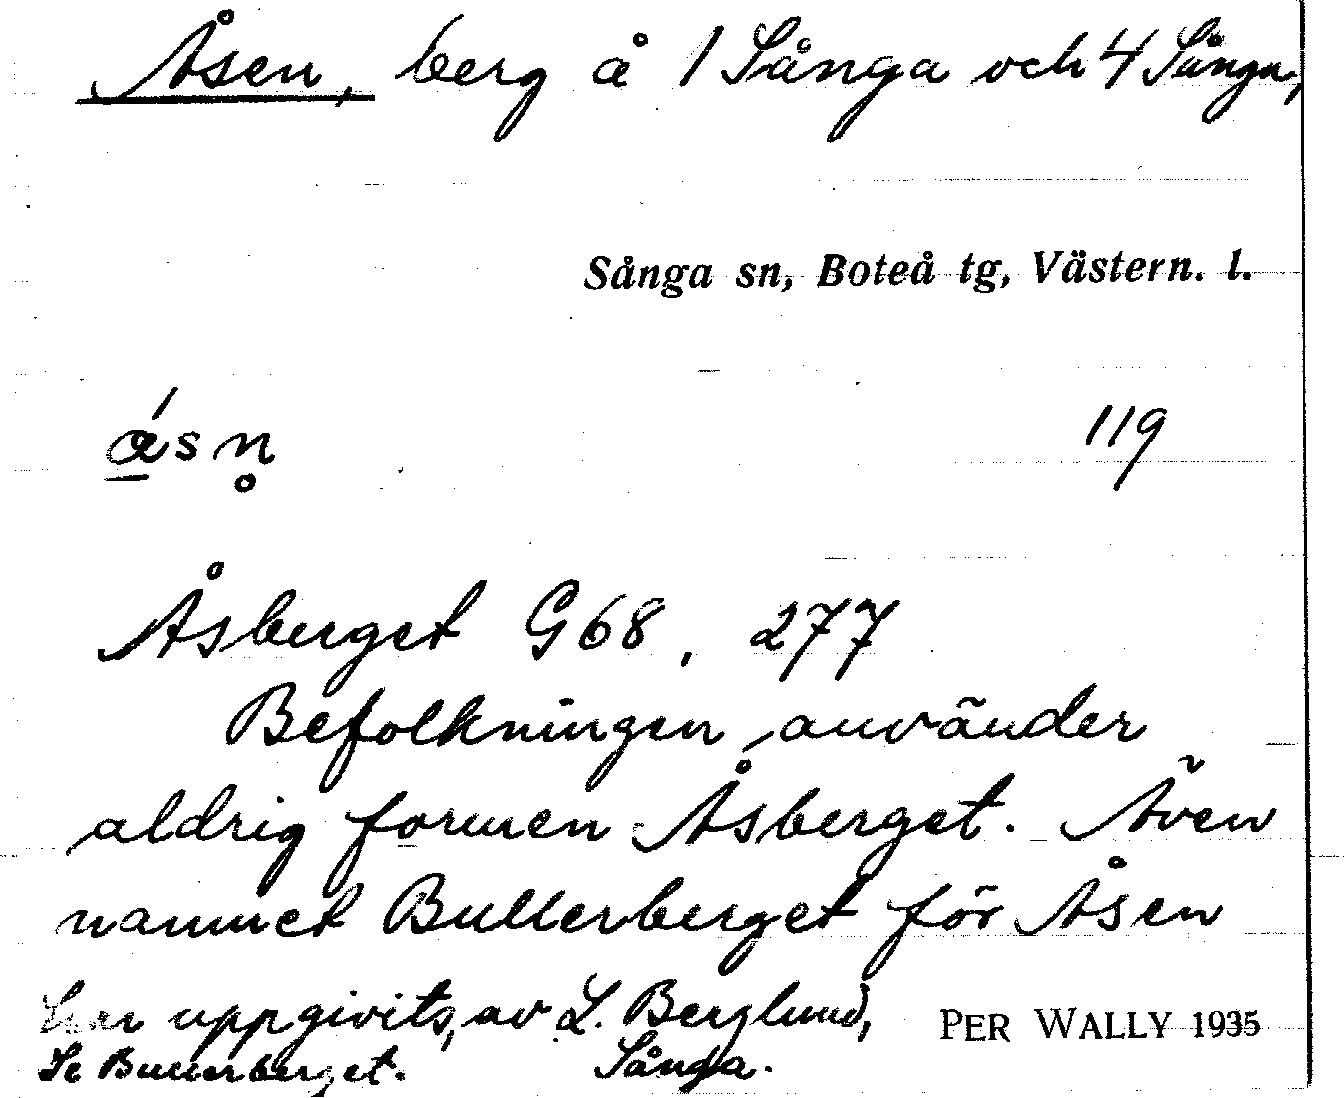 Åsen, berg å 1 Sånga och 4 Sånga,
Sånga sn, Boteå tg, Västern. l.
ǻsn̥ 119
Åsberget G68, 277
Befolkningen använder
aldrig formen Åsberget. Även
namnet Bullerberget för Åsen
har uppgivits, av L. Berglund,
Sånga.
Se Bullerberget.
PER WALLY 1935